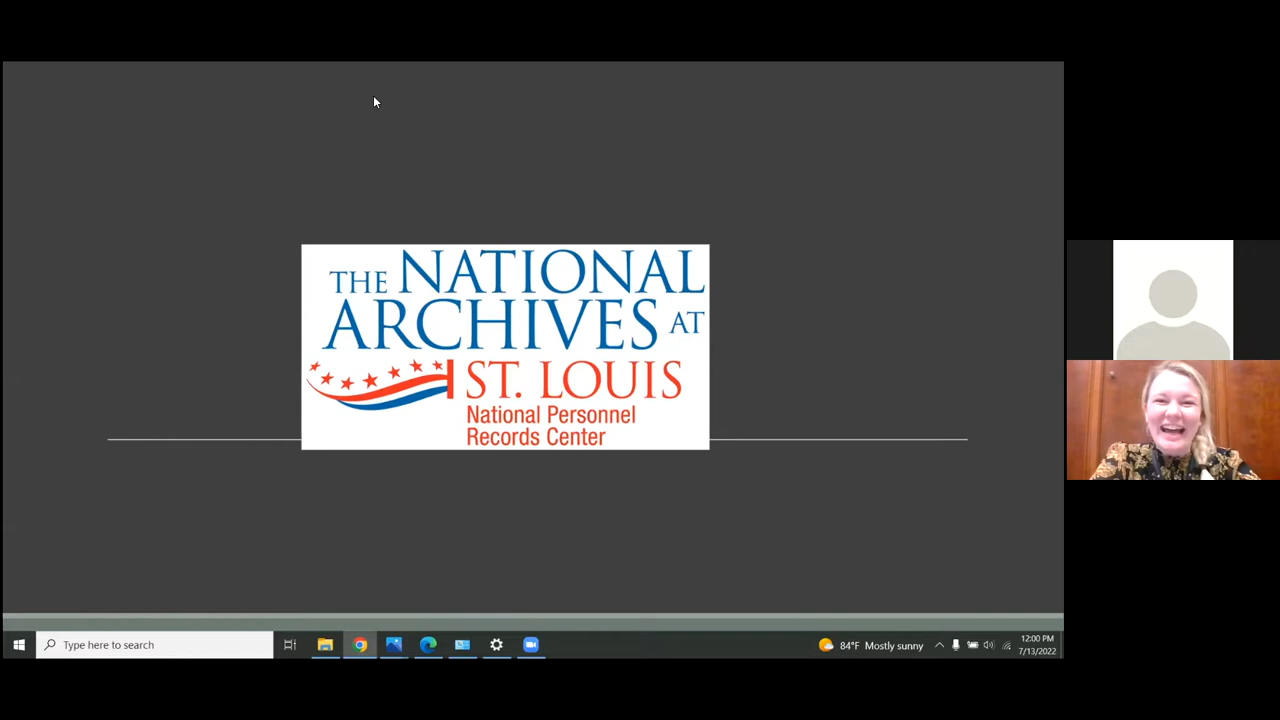 THE NATIONAL
ARCHIVES AT
ST. LOUIS
National Personnel
Records Center
Type here to search
84°F Mostly sunny
12:00 PM
7/13/2022